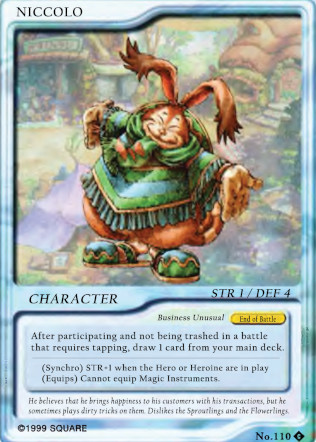 NICCOLO
CHARACTER
STR 1 / DEF 4
Business Unusual End of Battle
After participating and not being trashed in a battle
that requires tapping, draw 1 card from your main deck.
(Synchro) STR+1 when the Hero or Heroine are in play
(Equips) Cannot equip Magic Instruments.
He believes that he brings happiness to his customers with his transactions, but he
sometimes plays dirty tricks on them. Dislikes the Sproutlings and the Flowerlings.
©1999 SQUARE
No.110 C